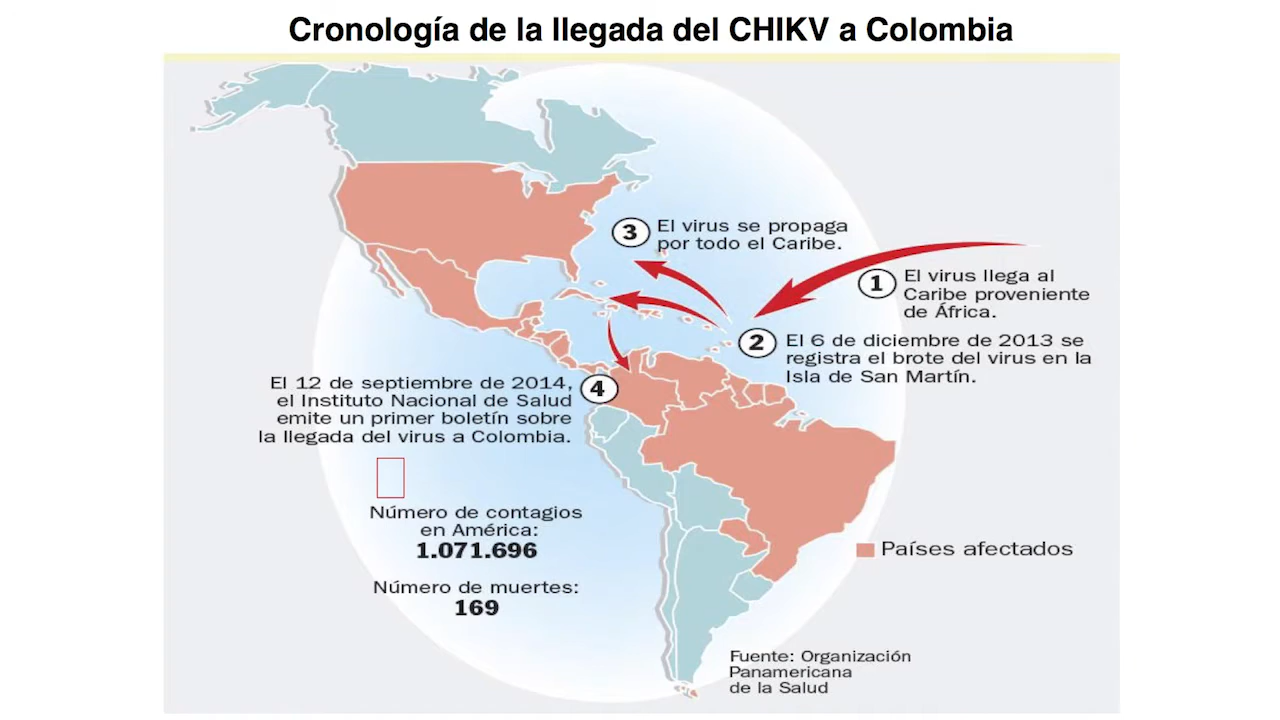 Cronología de la llegada del CHIKV a Colombia
3
El virus se propaga
por todo el Caribe.
1
El virus llega al
Caribe proveniente
de África.
2
El 6 de diciembre de 2013 se
registra el brote del virus en la
Isla de San Martín.
El 12 de septiembre de 2014,
el Instituto Nacional de Salud
emite un primer boletín sobre
la llegada del virus a Colombia.
4
Número de contagios
en América:
1.071.696
Número de muertes:
169
Países afectados
Fuente: Organización
Panamericana
de la Salud